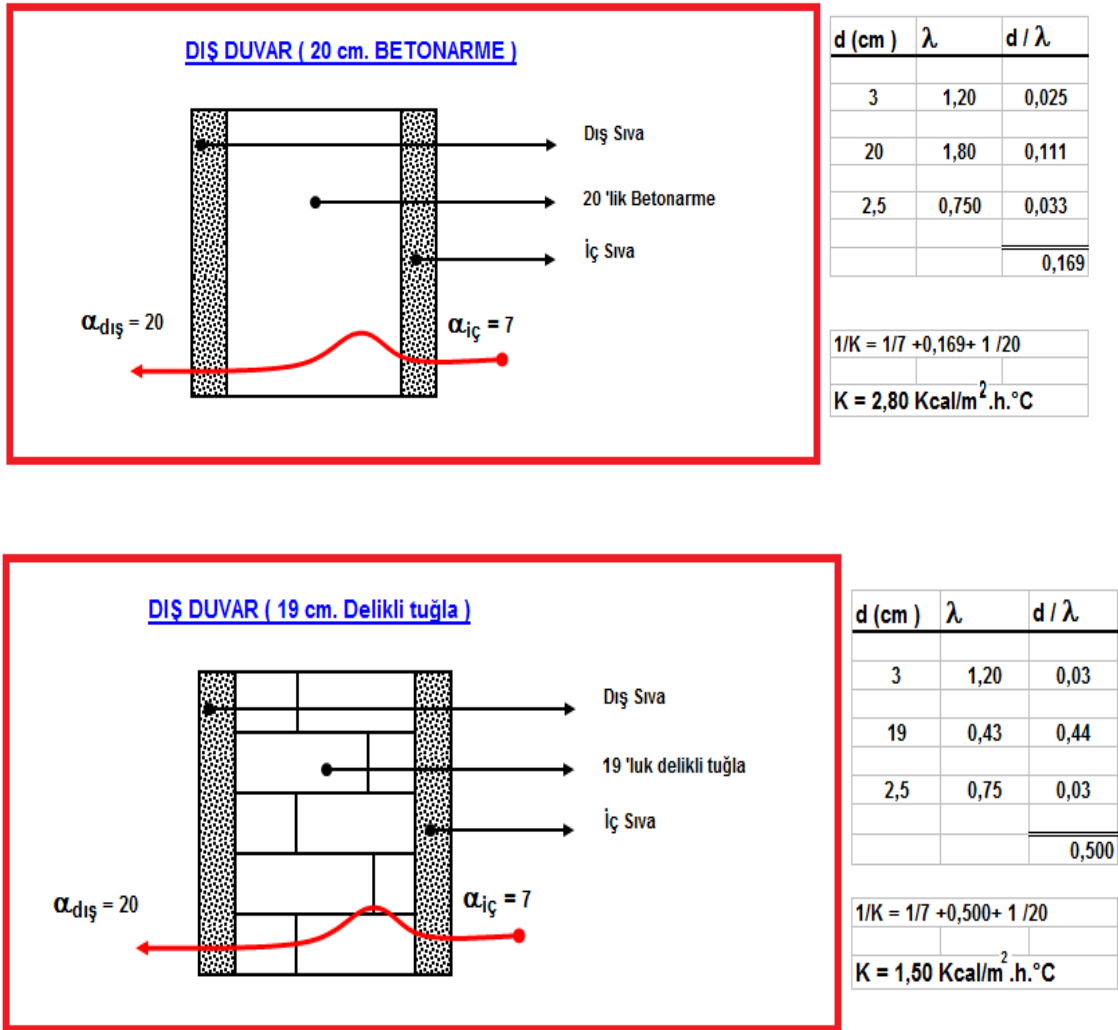 DIŞ DUVAR ( 20 cm. BETONARME )
Dış Sıva
20 'lik Betonarme
İç Sıva
αdış = 20
αiç = 7
d (cm ) λ d / λ
3 1,20 0,025
20 1,80 0,111
2,5 0,750 0,033
0,169
1/K = 1/7 +0,169+ 1 /20
K = 2,80 Kcal/m².h.°C
DIŞ DUVAR ( 19 cm. Delikli tuğla )
Dış Sıva
19 'luk delikli tuğla
İç Sıva
αdış = 20
αiç = 7
d (cm ) λ d / λ
3 1,20 0,03
19 0,43 0,44
2,5 0,75 0,03
0,500
1/K = 1/7 +0,500+ 1 /20
K = 1,50 Kcal/m².h.°C